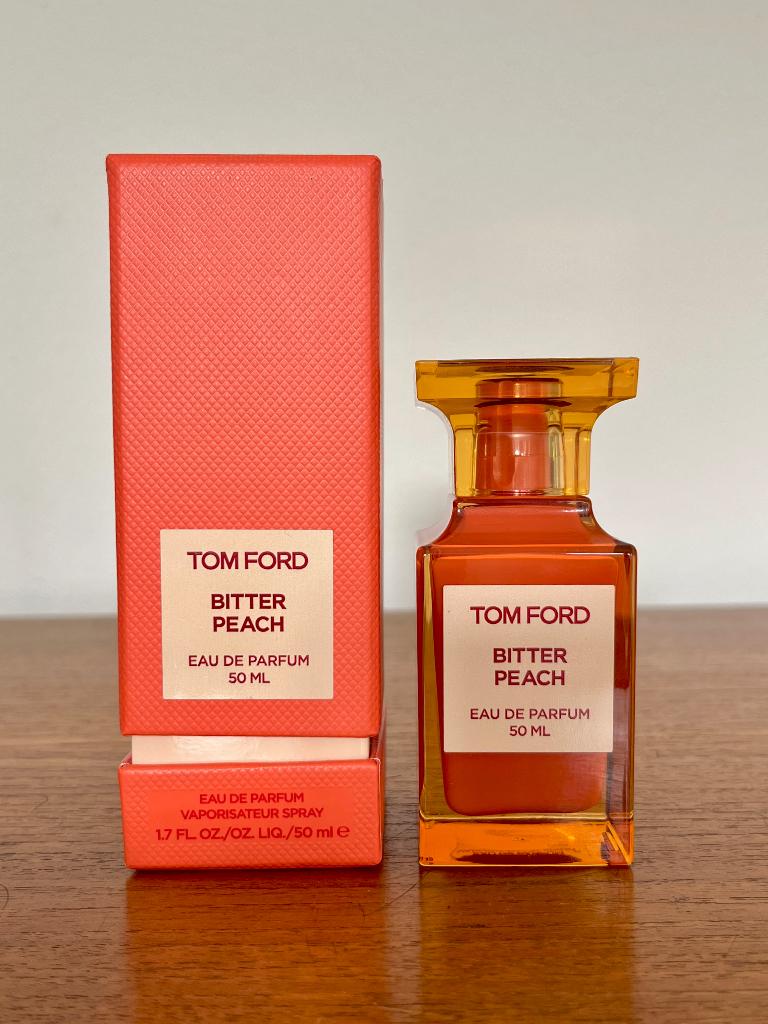 TOM FORD
BITTER
PEACH
EAU DE PARFUM
50 ML
EAU DE PARFUM
VAPORISATEUR SPRAY
1.7 FL. OZ./OZ. LIQ./50 ml e
TOM FORD
BITTER
PEACH
EAU DE PARFUM
50 ML